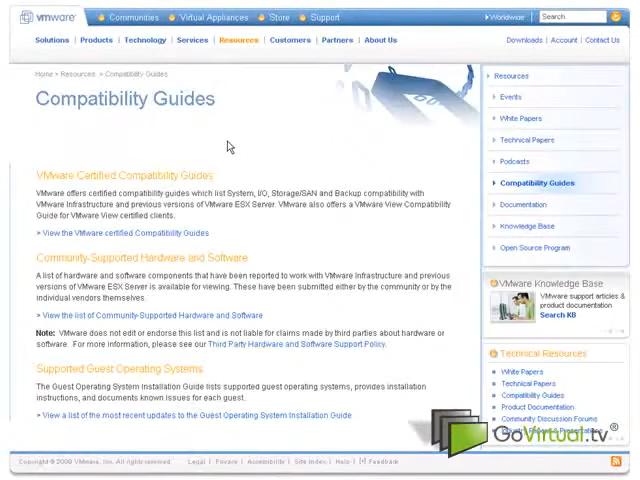 vmware Communities Virtual Appliances Store Support Worldwide Search
Solutions | Products | Technology | Services | Resources | Customers | Partners | About Us Downloads | Account | Contact Us
Home > Resources > Compatibility Guides
Compatibility Guides
VMware Certified Compatibility Guides
VMware offers certified compatibility guides which list System, I/O, Storage/SAN and Backup compatibility with
VMware Infrastructure and previous versions of VMware ESX Server. VMware also offers a VMware View Compatibility
Guide for VMware View certified clients.
> View the VMware certified Compatibility Guides
Community-Supported Hardware and Software
A list of hardware and software components that have been reported to work with VMware Infrastructure and previous
versions of VMware ESX Server is available for viewing. These have been submitted either by the community or by the
individual vendors themselves.
> View the list of Community-Supported Hardware and Software
Note: VMware does not edit or endorse this list and is not liable for claims made by third parties about hardware or
software. For more information, please see our Third Party Hardware and Software Support Policy.
Supported Guest Operating Systems
The Guest Operating System Installation Guide lists supported guest operating systems, provides installation
instructions, and documents known issues for each guest.
> View a list of the most recent updates to the Guest Operating System Installation Guide
Resources
Events
White Papers
Technical Papers
Podcasts
Compatibility Guides
Documentation
Knowledge Base
Open Source Program
VMware Knowledge Base
VMware support articles &
product documentation
Search KB
Technical Resources
White Papers
Technical Papers
Compatibility Guides
Product Documentation
Community Discussion Forums
GoVirtual.tv®
Copyright © 2009 VMware, Inc. All rights reserved. Legal | Privacy | Accessibility | Site Index | Help | [+] Feedback